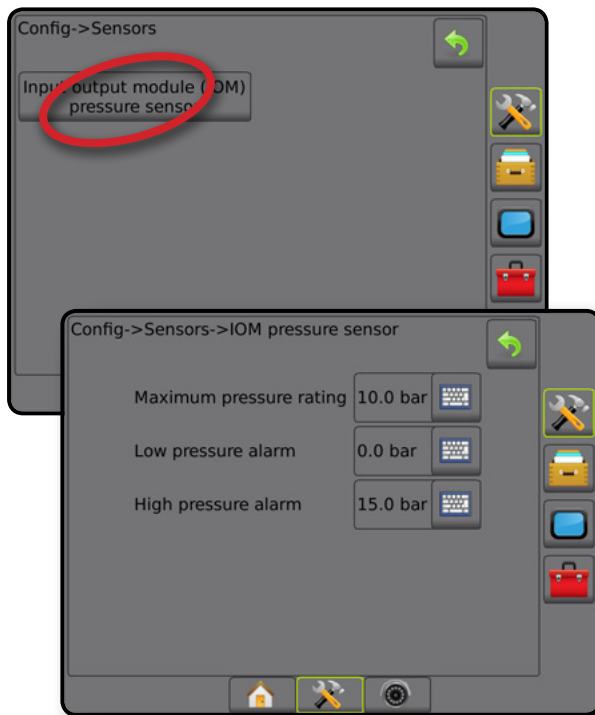 Config->Sensors
Input output module (IOM)
pressure sensor
Config->Sensors->IOM pressure sensor
Maximum pressure rating 10.0 bar
Low pressure alarm 0.0 bar
High pressure alarm 15.0 bar